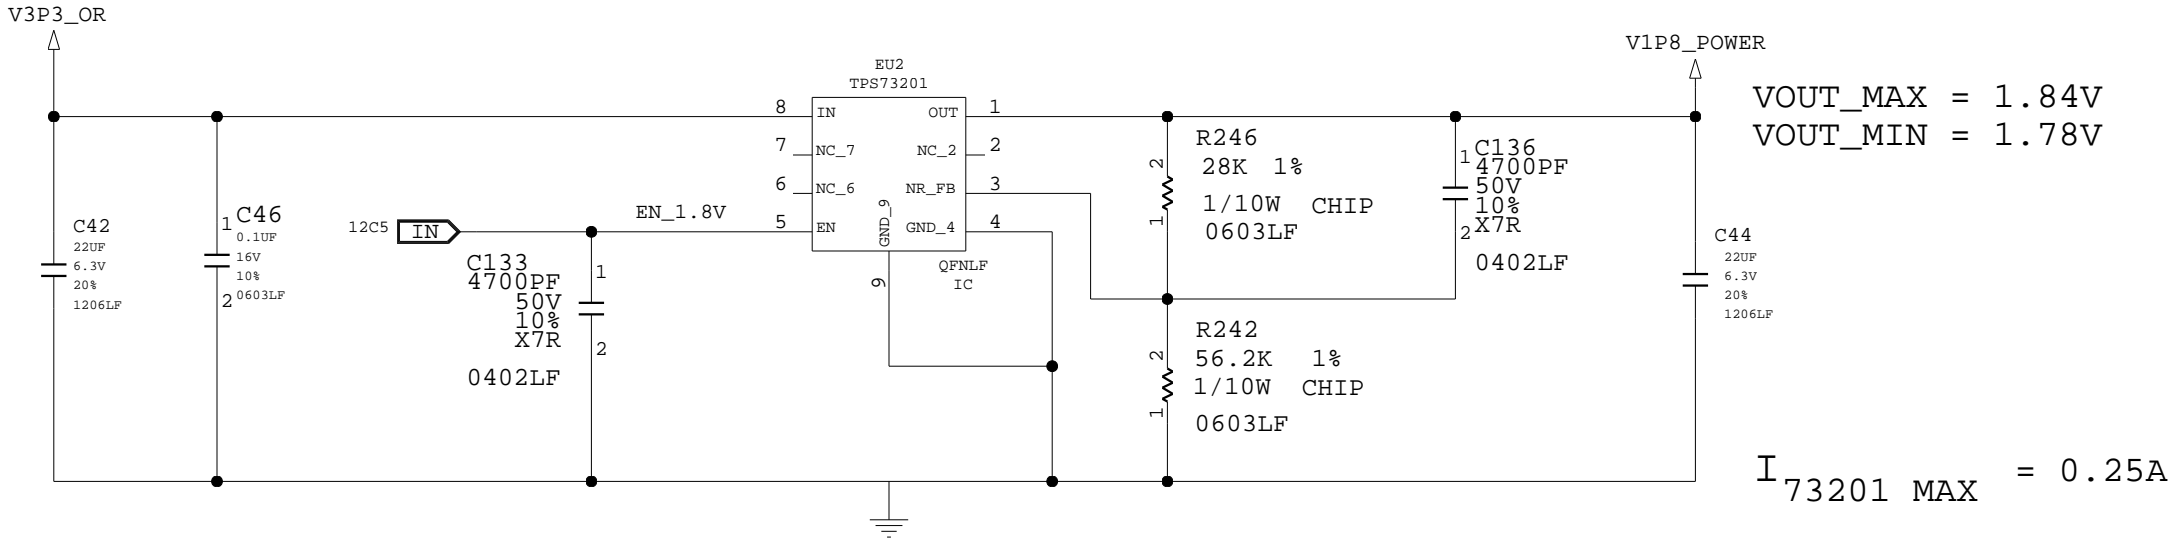 V3P3_OR
V1P8_POWER
EU2
TPS73201
VOUT_MAX = 1.84V
VOUT_MIN = 1.78V
8 IN OUT 1
7 NC_7 NC_2 2
6 NC_6 NR_FB 3
5 EN GND_4 4
GND_9
9
QFNLF
IC
C42
22UF
6.3V
20%
1206LF
1
2
C46
0.1UF
16V
10%
0603LF
12C5 IN
EN_1.8V
C133
4700PF
50V
10%
X7R
0402LF
1
2
R246
28K 1%
1/10W CHIP
0603LF
2
1
1
2
C136
4700PF
50V
10%
X7R
0402LF
R242
56.2K 1%
1/10W CHIP
0603LF
2
1
C44
22UF
6.3V
20%
1206LF
I 73201 MAX = 0.25A